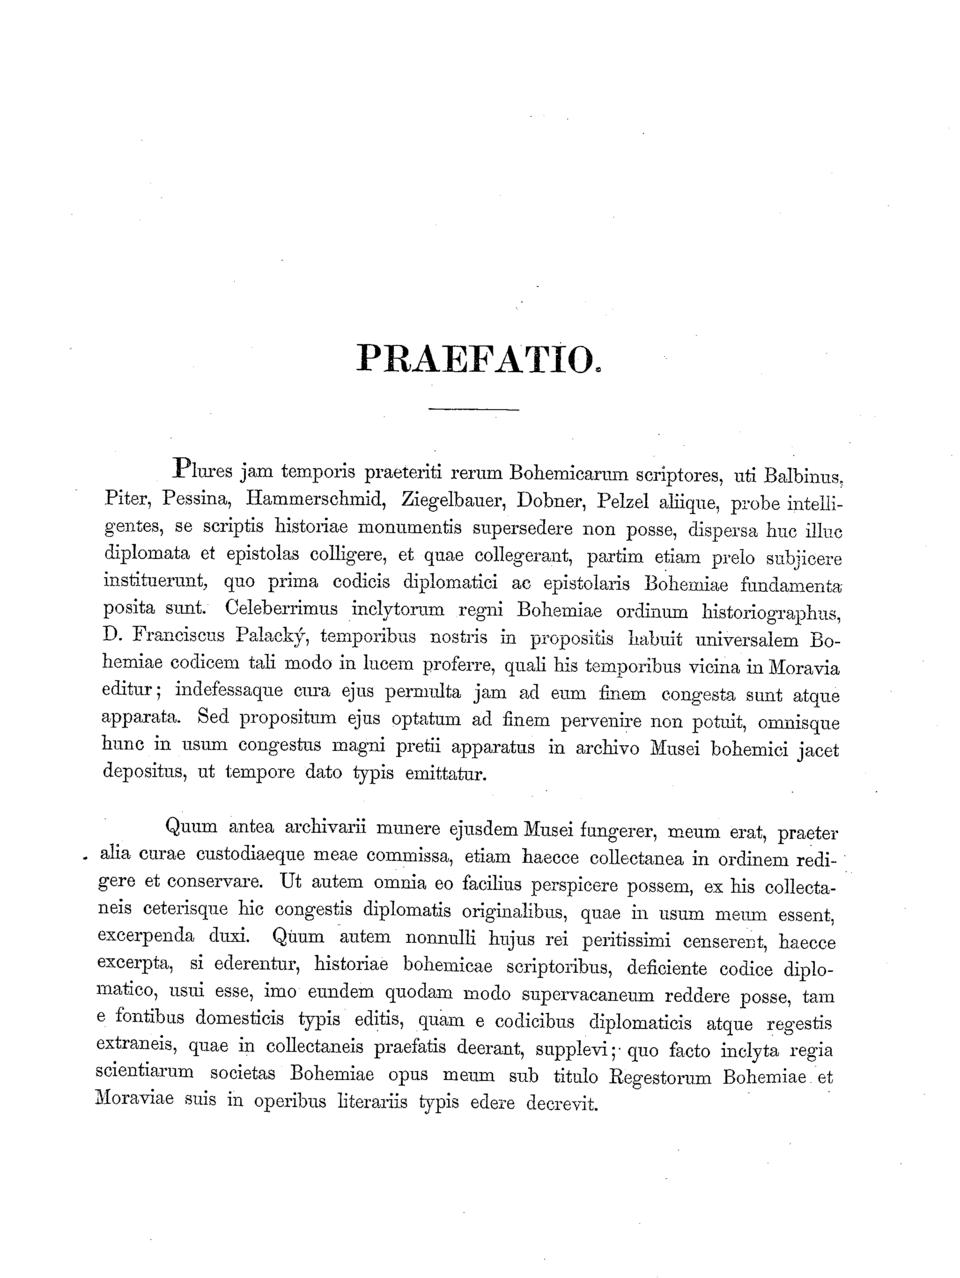 PRAEFATIO.
Plures jam temporis praeteriti rerum Bohemicarum scriptores, uti Balbinus,
Piter, Pessina, Hammerschmid, Ziegelbauer, Dobner, Pelzel aliique, probe intelli-
gentes, se scriptis historiae monumentis supersedere non posse, dispersa huc illuc
diplomata et epistolas colligere, et quae collegerant, partim etiam prelo subjicere
instituerunt, quo prima codicis diplomatici ac epistolaris Bohemiae fundamenta
posita sunt. Celeberrimus inclytorum regni Bohemiae ordinum historiographus,
D. Franciscus Palacký, temporibus nostris in propositis habuit universalem Bo-
hemiae codicem tali modo in lucem proferre, quali his temporibus vicina in Moravia
editur; indefessaque cura ejus permulta jam ad eum finem congesta sunt atque
apparata. Sed propositum ejus optatum ad finem pervenire non potuit, omnisque
hunc in usum congestus magni pretii apparatus in archivo Musei bohemici jacet
depositus, ut tempore dato typis emittatur.
Quum antea archivarii munere ejusdem Musei fungerer, meum erat, praeter
alia curae custodiaeque meae commissa, etiam haecce collectanea in ordinem redi-
gere et conservare. Ut autem omnia eo facilius perspicere possem, ex his collecta-
neis ceterisque hic congestis diplomatis originalibus, quae in usum meum essent,
excerpenda duxi. Quum autem nonnulli hujus rei peritissimi censerent, haecce
excerpta, si ederentur, historiae bohemicae scriptoribus, deficiente codice diplo-
matico, usui esse, imo eundem quodam modo supervacaneum reddere posse, tam
e fontibus domesticis typis editis, quam e codicibus diplomaticis atque regestis
extraneis, quae in collectaneis praefatis deerant, supplevi; quo facto inclyta regia
scientiarum societas Bohemiae opus meum sub titulo Regestorum Bohemiae et
Moraviae suis in operibus literariis typis edere decrevit.